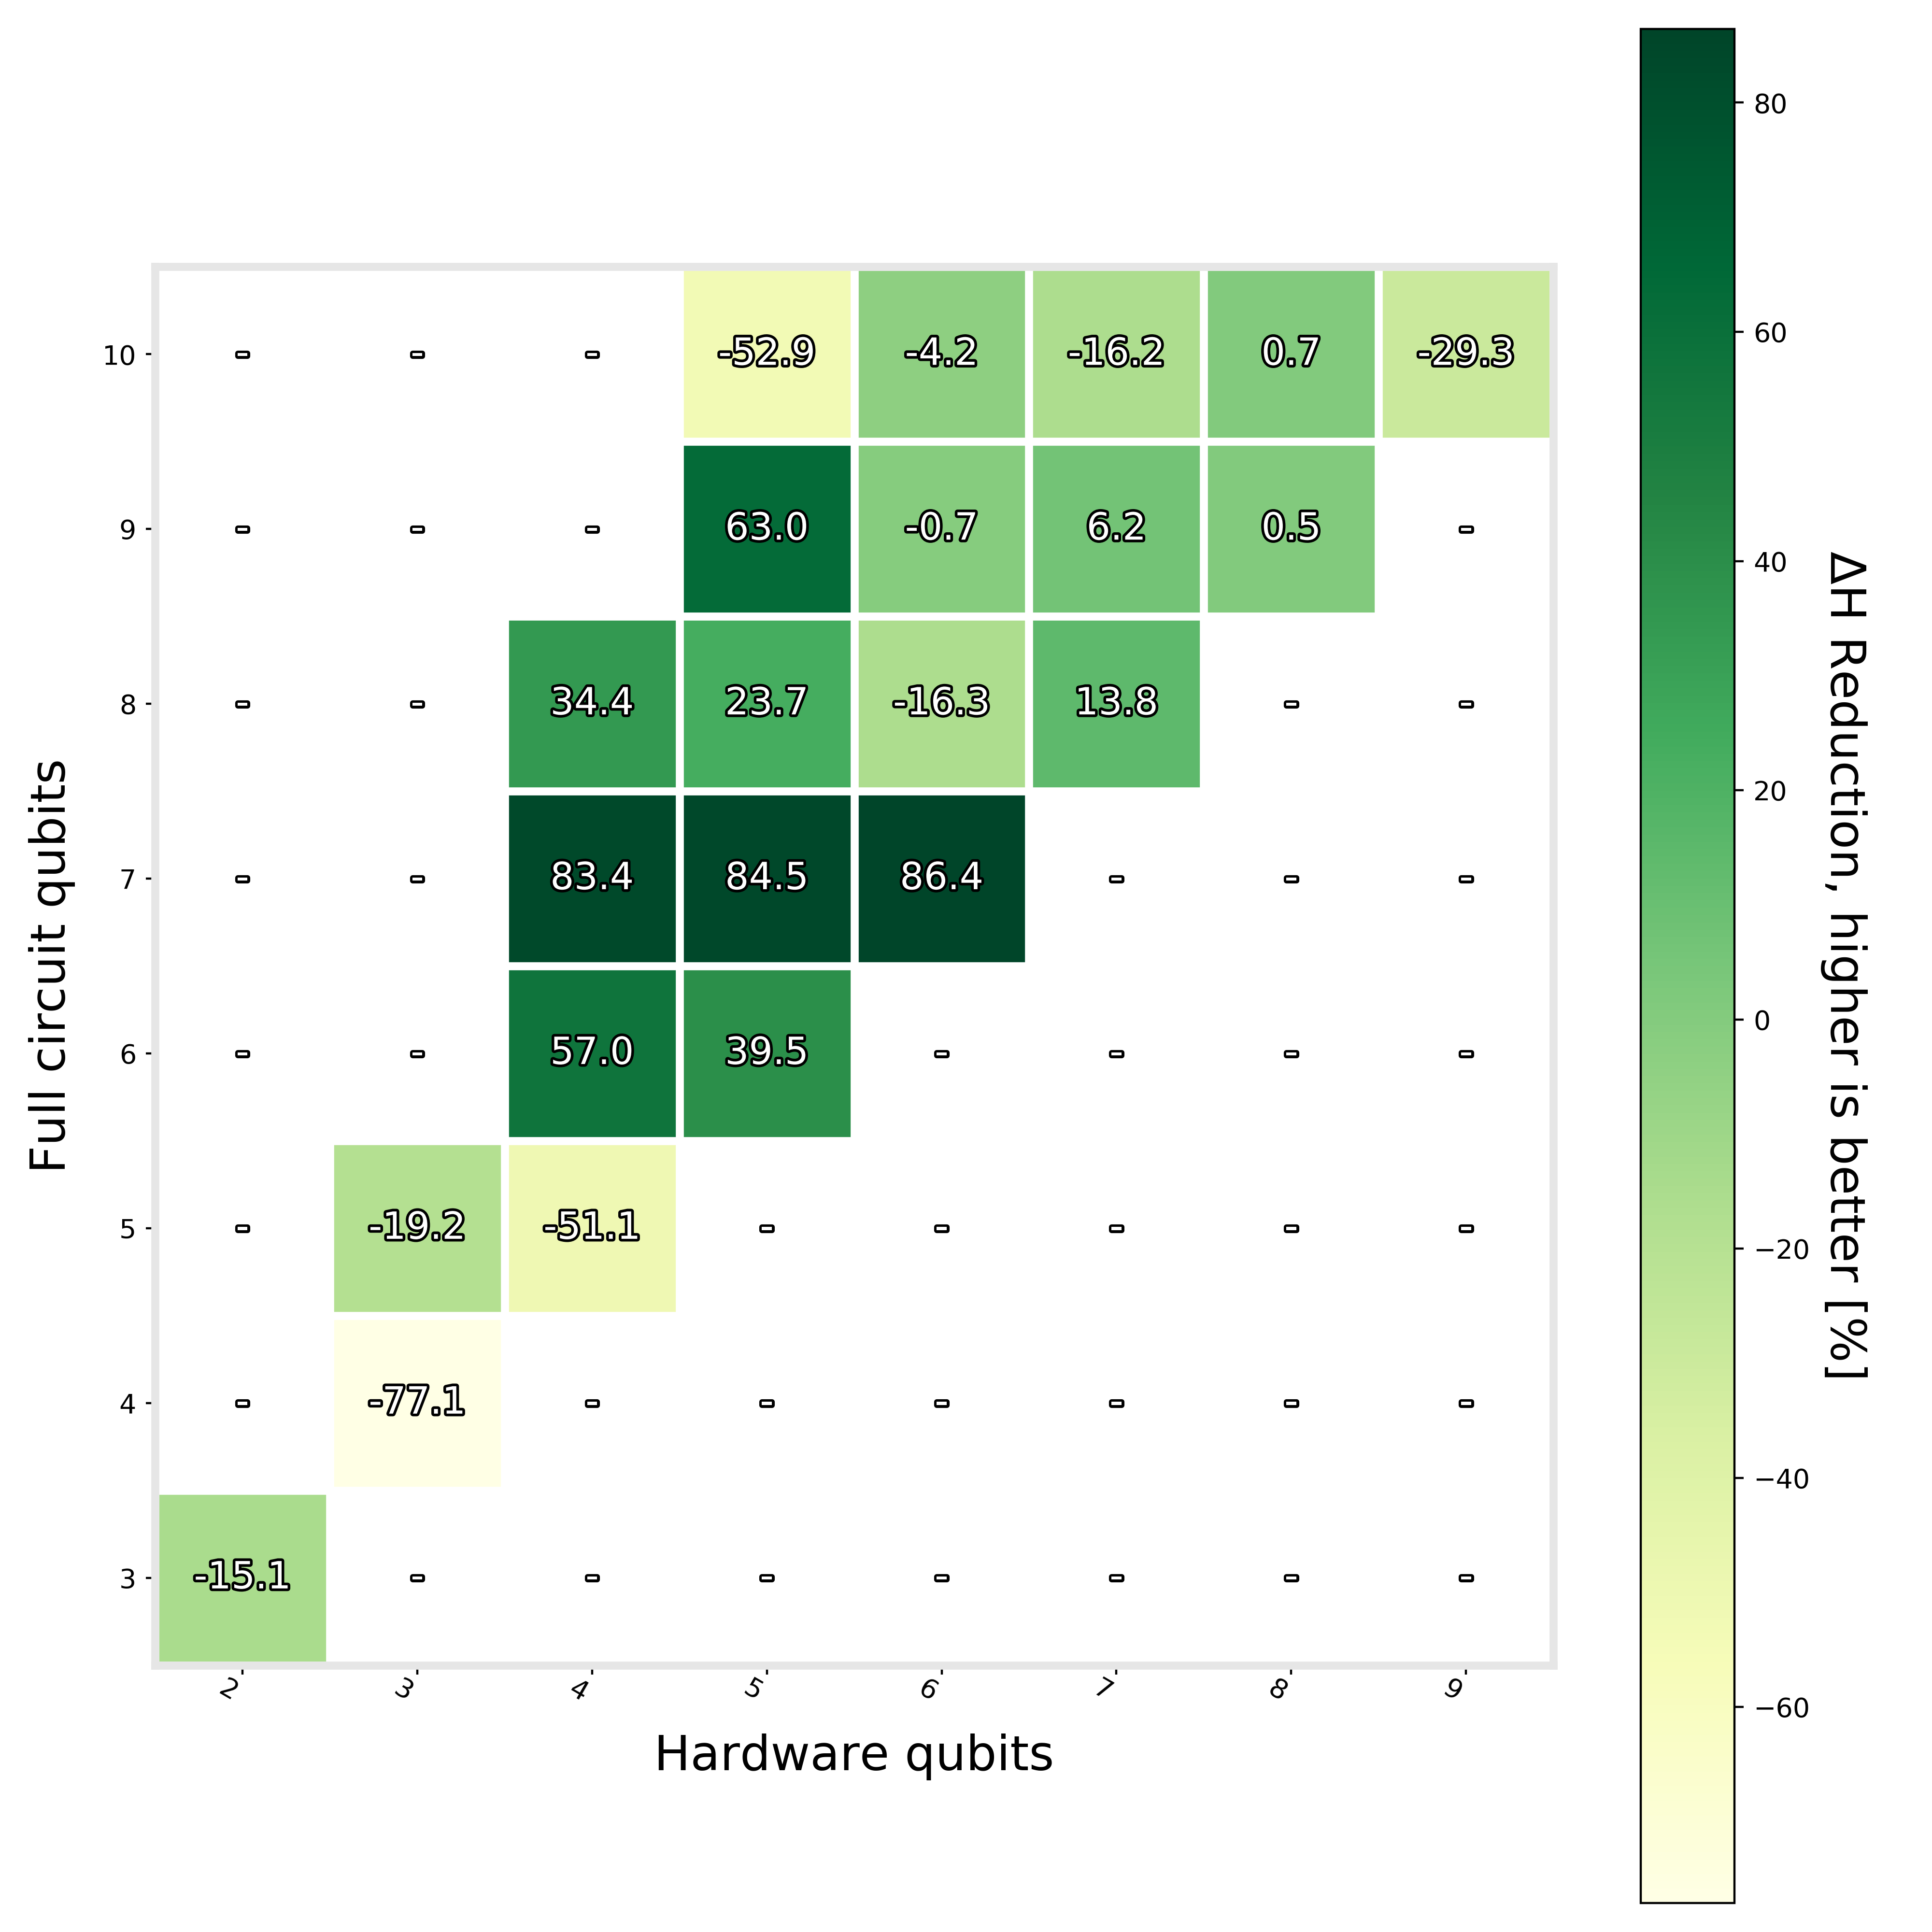 10 - - - -52.9 -4.2 -16.2 0.7 -29.3
9 - - - 63.0 -0.7 6.2 0.5 -
8 - - 34.4 23.7 -16.3 13.8 - -
7 - - 83.4 84.5 86.4 - - -
6 - - 57.0 39.5 - - - -
5 - -19.2 -51.1 - - - - -
4 - -77.1 - - - - - -
3 -15.1 - - - - - - -
2 3 4 5 6 7 8 9
Hardware qubits
Full circuit qubits
80
60
40
20
0
−20
−40
−60
ΔH Reduction, higher is better [%]